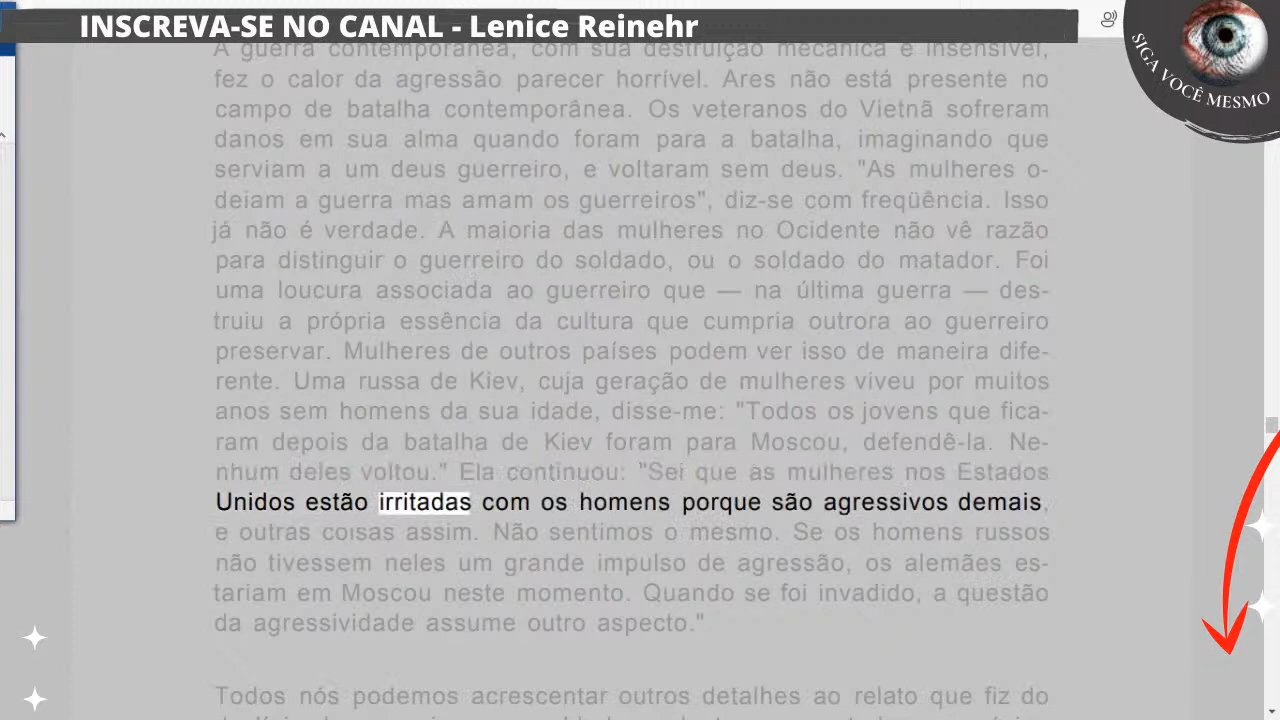 INSCREVA-SE NO CANAL - Lenice Reinehr
SIGA VOCÊ MESMO
A guerra contemporânea, com sua destruição mecânica e insensível,
fez o calor da agressão parecer horrível. Ares não está presente no
campo de batalha contemporânea. Os veteranos do Vietnã sofreram
danos em sua alma quando foram para a batalha, imaginando que
serviam a um deus guerreiro, e voltaram sem deus. "As mulheres o-
deiam a guerra mas amam os guerreiros", diz-se com freqüência. Isso
já não é verdade. A maioria das mulheres no Ocidente não vê razão
para distinguir o guerreiro do soldado, ou o soldado do matador. Foi
uma loucura associada ao guerreiro que — na última guerra — des-
truiu a própria essência da cultura que cumpria outrora ao guerreiro
preservar. Mulheres de outros países podem ver isso de maneira dife-
rente. Uma russa de Kiev, cuja geração de mulheres viveu por muitos
anos sem homens da sua idade, disse-me: "Todos os jovens que fica-
ram depois da batalha de Kiev foram para Moscou, defendê-la. Ne-
nhum deles voltou." Ela continuou: "Sei que as mulheres nos Estados
Unidos estão irritadas com os homens porque são agressivos demais,
e outras coisas assim. Não sentimos o mesmo. Se os homens russos
não tivessem neles um grande impulso de agressão, os alemães es-
tariam em Moscou neste momento. Quando se foi invadido, a questão
da agressividade assume outro aspecto."
Todos nós podemos acrescentar outros detalhes ao relato que fiz do